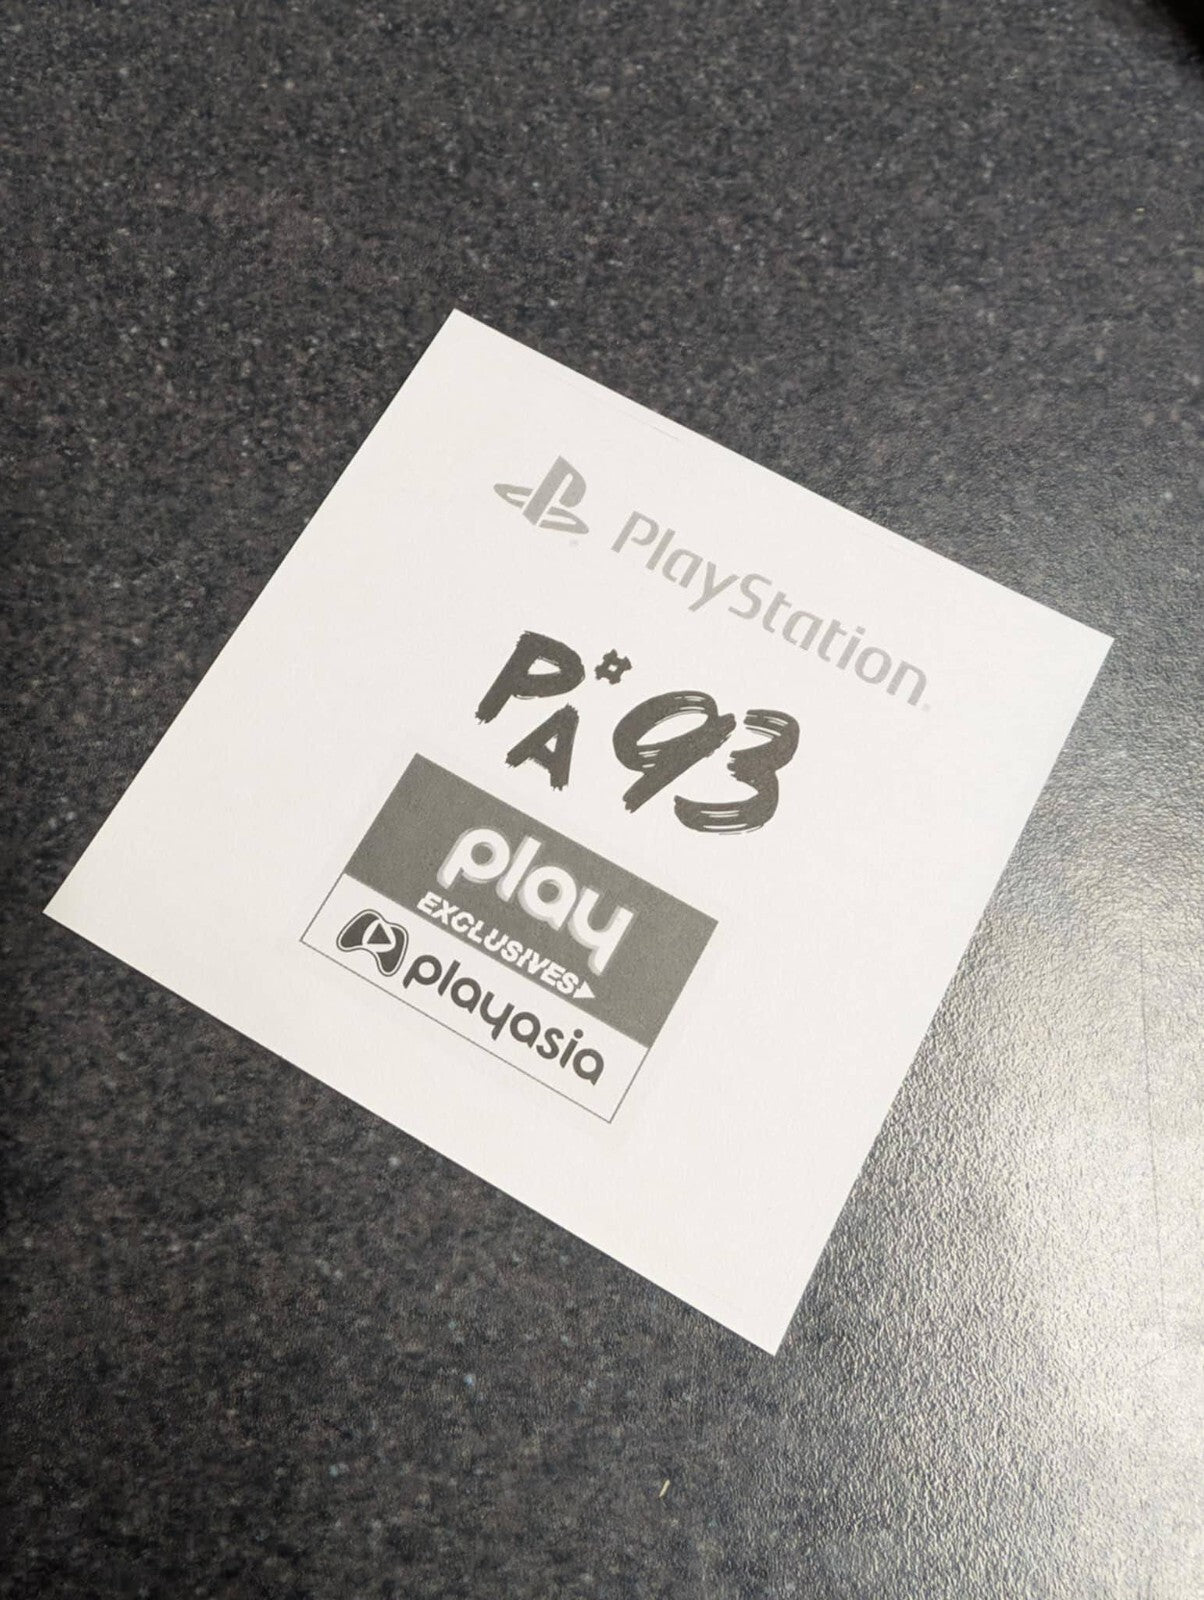 PlayStation®
PA #93
play
EXCLUSIVES
playasia